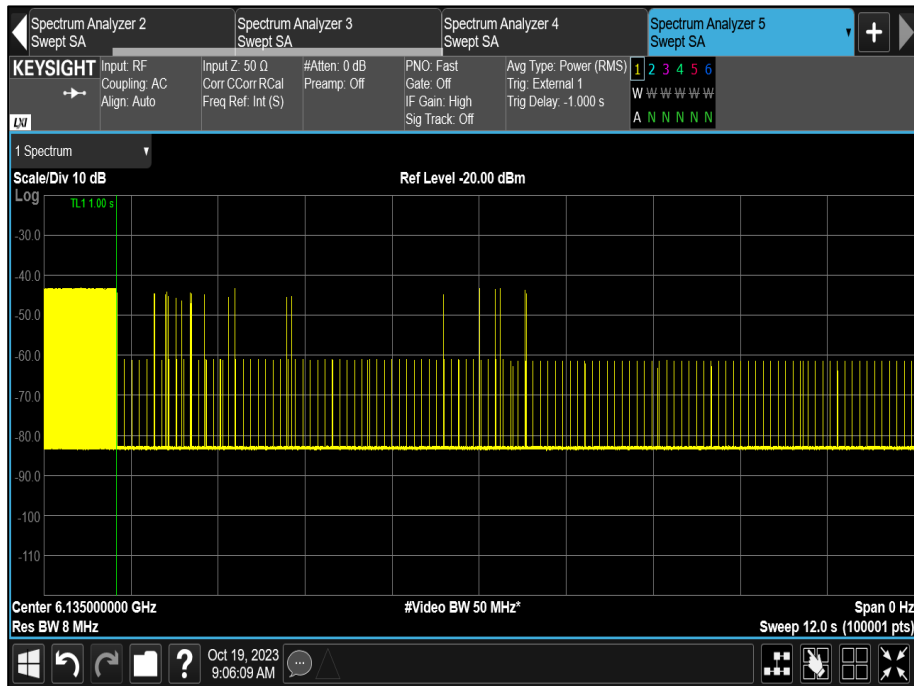 Spectrum Analyzer 2
Swept SA
Spectrum Analyzer 3
Swept SA
Spectrum Analyzer 4
Swept SA
Spectrum Analyzer 5
Swept SA
+
KEYSIGHT
LXI
Input: RF
Coupling: AC
Align: Auto
Input Z: 50 Ω
Corr CCorr RCal
Freq Ref: Int (S)
#Atten: 0 dB
Preamp: Off
PNO: Fast
Gate: Off
IF Gain: High
Sig Track: Off
Avg Type: Power (RMS)
Trig: External 1
Trig Delay: -1.000 s
1 2 3 4 5 6
W W W W W W
A N N N N N
1 Spectrum
Scale/Div 10 dB
Ref Level -20.00 dBm
Log
TL1 1.00 s
-30.0
-40.0
-50.0
-60.0
-70.0
-80.0
-90.0
-100
-110
Center 6.135000000 GHz
#Video BW 50 MHz*
Span 0 Hz
Res BW 8 MHz
Sweep 12.0 s (100001 pts)
?
Oct 19, 2023
9:06:09 AM